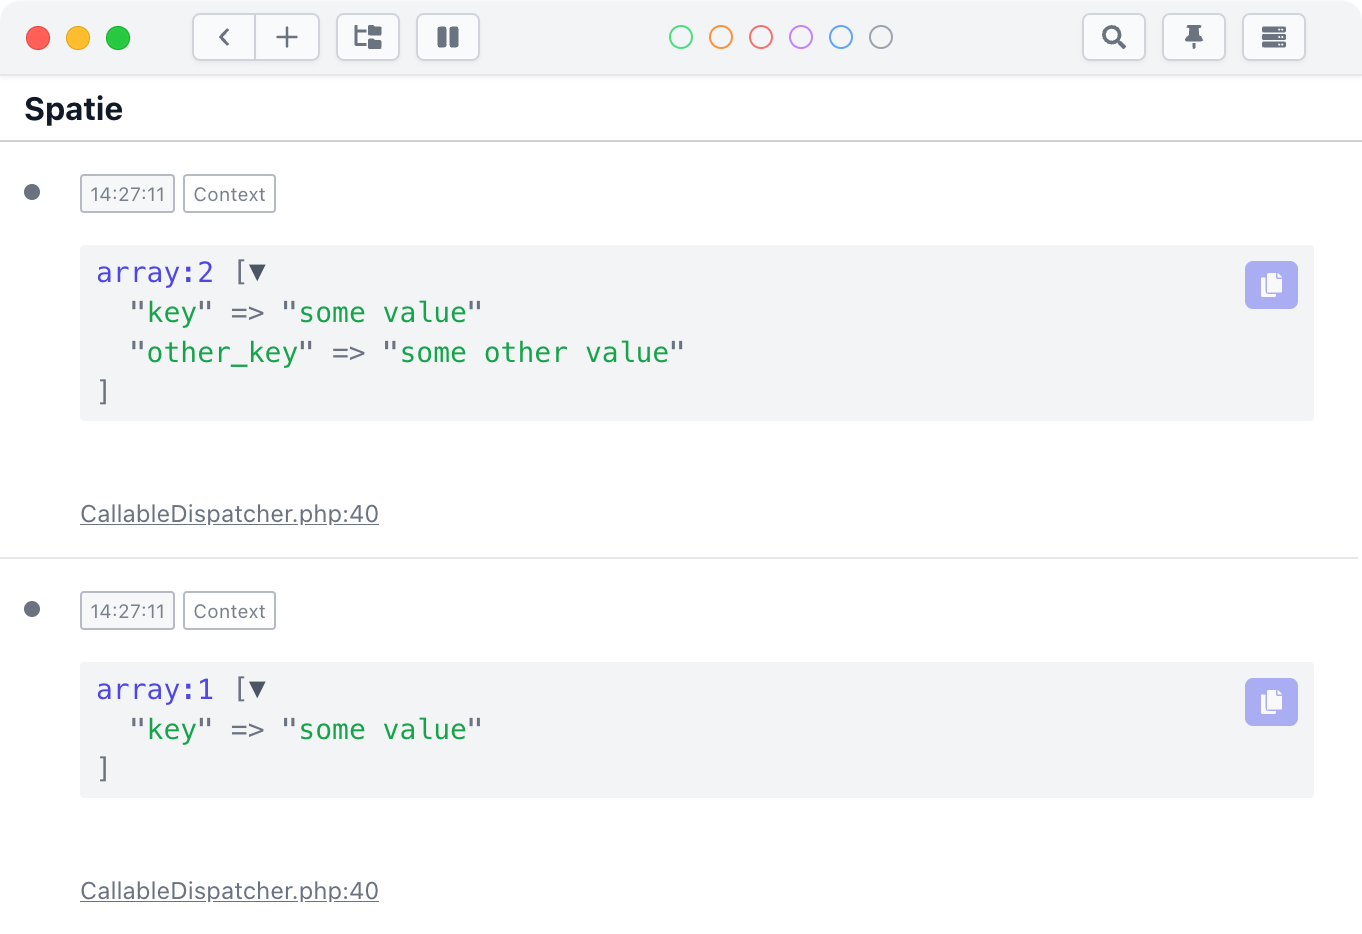 Spatie
14:27:11 Context
array:2 [▼
  "key" => "some value"
  "other_key" => "some other value"
]
CallableDispatcher.php:40
14:27:11 Context
array:1 [▼
  "key" => "some value"
]
CallableDispatcher.php:40